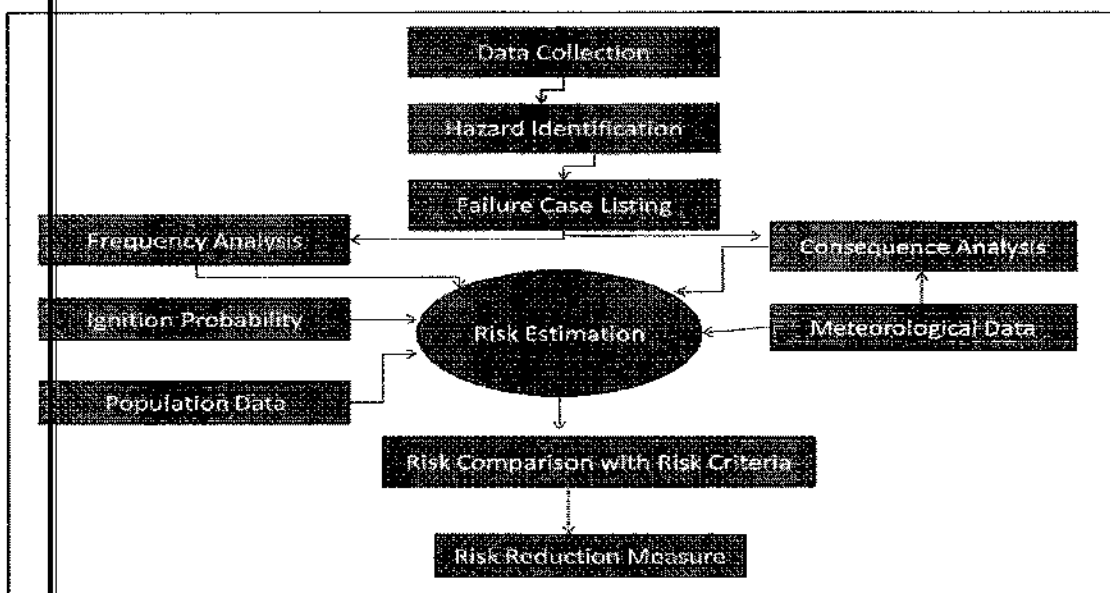 Data Collection
Hazard Identification
Failure Case Listing
Frequency Analysis
Consequence Analysis
Ignition Probability
Risk Estimation
Meteorological Data
Population Data
Risk Comparison with Risk Criteria
Risk Reduction Measure